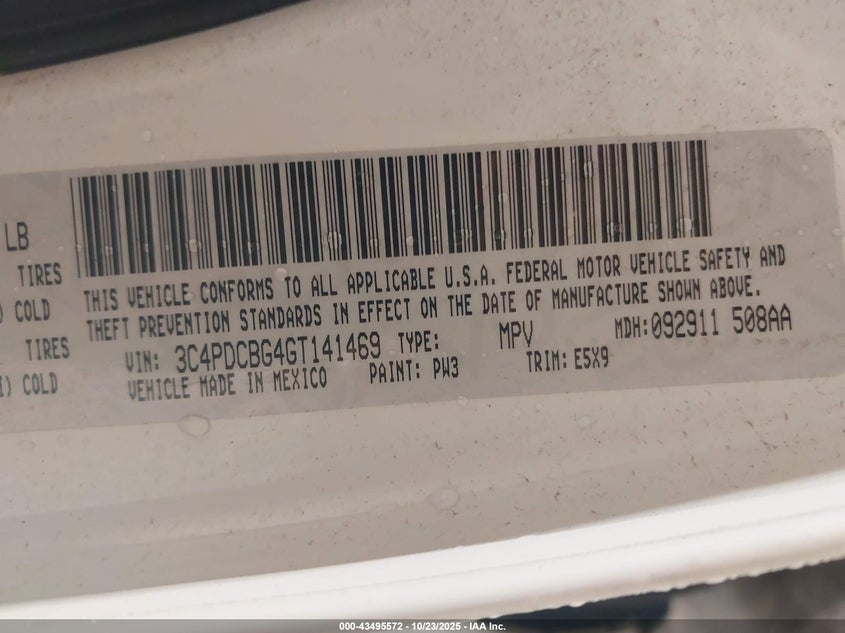 LB
TIRES
) COLD
TIRES
) COLD
THIS VEHICLE CONFORMS TO ALL APPLICABLE U.S.A. FEDERAL MOTOR VEHICLE SAFETY AND
THEFT PREVENTION STANDARDS IN EFFECT ON THE DATE OF MANUFACTURE SHOWN ABOVE.
VIN: 3C4PDCBG4GT141469 TYPE: MPV MDH:092911 508AA
VEHICLE MADE IN MEXICO PAINT: PW3 TRIM: E5X9
000-43495572 - 10/23/2025 - IAA Inc.